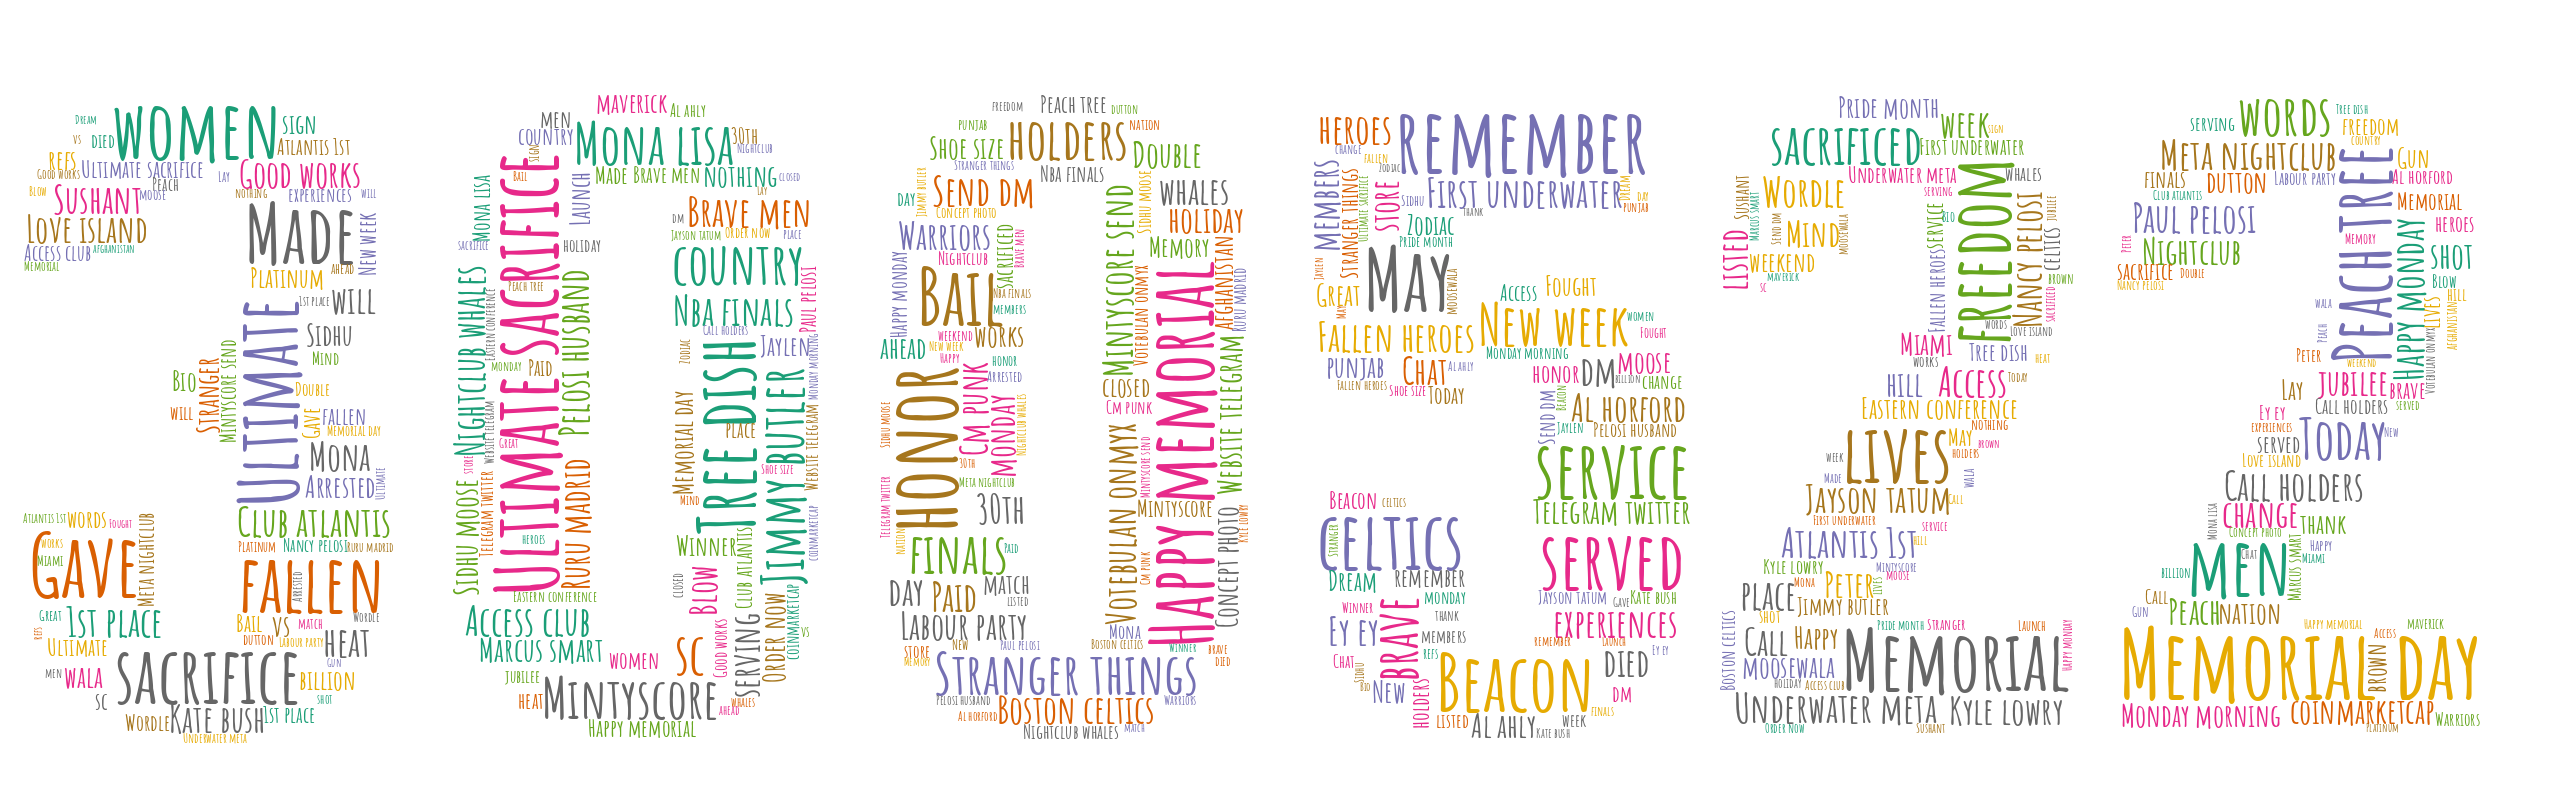 Dream
WOMEN
SIGN
VS
DIED
ATLANTIS 1ST
REFS
GOOD WORKS
ULTIMATE SACRIFICE
LAY
GOOD WORKS
BLOW
SUSHANT
PEACH
MOOSE
NOTHING
EXPERIENCES
WILL
LOVE ISLAND
MADE
NEW WEEK
ACCESS CLUB
AFGHANISTAN
MEMORIAL
PLATINUM
AHEAD
ULTIMATE
1ST PLACE
WILL
SIDHU
MIND
BIO
STRANGER
MINTYSCORE SEND
DOUBLE
WILL
GAVE
FALLEN
MEMORIAL DAY
MONA
ARRESTED
ULTIMATE
ATLANTIS 1ST
WORDS
FOUGHT
CLUB ATLANTIS
WORKS
MIAMI
GAVE
META NIGHTCLUB
PLATINUM
NANCY PELOSI
RURU MADRID
FALLEN
ARRESTED
GREAT
1ST PLACE
BAIL
VS
MATCH
WORDLE
REFS
ULTIMATE
DUTTON
LABOUR PARTY
HEAT
MEN
WALA
SACRIFICE
GUN
BILLION
SC
SHOT
WORDLE
KATE BUSH
1ST PLACE
UNDERWATER META
MAVERICK
AL AHLY
MEN
COUNTRY
SIGN
MONA LISA
30TH
NIGHTCLUB
BAIL
MADE
BRAVE MEN
NOTHING
CLOSED
MONA LISA
LAUNCH
LAY
DM
BRAVE MEN
JAYSON TATUM
ORDER NOW
PLACE
SACRIFICE
HOLIDAY
ULTIMATE SACRIFICE
COUNTRY
NIGHTCLUB WHALES
PEACH TREE
PELOSI HUSBAND
EASTERN CONFERENCE
NBA FINALS
PAUL PELOSI
CALL HOLDERS
MONDAY
PAID
ZODIAC
TREE DISH
JAYLEN
MONDAY MORNING
JIMMY BUTLER
MEMORIAL DAY
WEBSITE TELEGRAM
GREAT
PLACE
STORE
SHOE SIZE
SIDHU MOOSE
TELEGRAM TWITTER
RURU MADRID
MIND
WEBSITE TELEGRAM
HEROES
WINNER
COINMARKETCAP
CLOSED
BLOW
CLUB ATLANTIS
EASTERN CONFERENCE
ACCESS CLUB
MARCUS SMART
WOMEN
SC
GOOD WORKS
SERVING
ORDER NOW
COINMARKETCAP
VS
JUBILEE
HEAT
MINTYSCORE
AHEAD
WHALES
HAPPY MEMORIAL
FREEDOM
PEACH TREE
DUTTON
PUNJAB
HOLDERS
NATION
SHOE SIZE
STRANGER THINGS
NBA FINALS
DOUBLE
JIMMY BUTLER
DAY
SEND DM
CONCEPT PHOTO
SIDHU MOOSE
WHALES
HOLIDAY
WARRIORS
NIGHTCLUB
SACRIFICED
BRAVE MEN
MINTYSCORE SEND
MEMORY
HAPPY MONDAY
BAIL
NBA FINALS
MEMBERS
VOTEBULAN ONMYX
HAPPY MEMORIAL
AFGHANISTAN
RURU MADRID
WEEKEND
WORKS
AHEAD
NEW WEEK
HAPPY
HONOR
HONOR
CM PUNK
ARRESTED
MONDAY
NIGHTCLUB WHALES
CLOSED
CM PUNK
WEBSITE TELEGRAM
SIDHU MOOSE
30TH
META NIGHTCLUB
VOTEBULAN ONMYX
MINTYSCORE SEND
TELEGRAM TWITTER
30TH
MINTYSCORE
NATION
FINALS
PAID
CM PUNK
CONCEPT PHOTO
KYLE LOWRY
DAY
PAID
MATCH
LISTED
LABOUR PARTY
MONA
STORE
MEMORY
NEW
PAUL PELOSI
BOSTON CELTICS
WINNER
BRAVE
DIED
STRANGER THINGS
PELOSI HUSBAND
WARRIORS
AL HORFORD
BOSTON CELTICS
NIGHTCLUB WHALES
MATCH
HEROES
REMEMBER
CHANGE
FALLEN
ZODIAC
MEMBERS
STRANGER THINGS
ULTIMATE SACRIFICE
STORE
SIDHU
FIRST UNDERWATER
DREAM
DAY
PUNJAB
THANK
ZODIAC
PRIDE MONTH
JAYLEN
MAY
MOOSEWALA
GREAT
ACCESS
FOUGHT
FALLEN HEROES
NEW WEEK
WOMEN
FOUGHT
MONDAY MORNING
PUNJAB
CHAT
AL AHLY
HONOR
DM
MOOSE
BILLION
CHANGE
FALLEN HEROES
SHOE SIZE
TODAY
SEND DM
BEACON
AL HORFORD
JAYLEN
PELOSI HUSBAND
SERVICE
BEACON
CELTICS
TELEGRAM TWITTER
CELTICS
STRANGER
SERVED
DREAM
REMEMBER
WINNER
BRAVE
MONDAY
JAYSON TATUM
GAVE
KATE BUSH
THANK
EY EY
MEMBERS
EXPERIENCES
REFS
REMEMBER
LAUNCH
EY EY
CHAT
SIDHU
BIO
BEACON
DIED
NEW
HOLDERS
DM
LISTED
AL AHLY
WEEK
FINALS
KATE BUSH
PRIDE MONTH
SACRIFICED
WEEK
SIGN
FIRST UNDERWATER
UNDERWATER META
WHALES
SUSHANT
MARCUS SMART
WORDLE
SERVING
FREEDOM
NANCY PELOSI
JUBILEE
LISTED
SEND DM
MIND
MOOSEWALA
BIO
FALLEN HEROES
SERVICE
CELTICS
WEEKEND
MAVERICK
SC
BROWN
SACRIFICED
WORDS
LOVE ISLAND
MIAMI
WORKS
TREE DISH
HEAT
HILL
ACCESS
TODAY
EASTERN CONFERENCE
NOTHING
LIVES
MAY
BROWN
HOLDERS
WEEK
MADE
WALA
JAYSON TATUM
CALL
FIRST UNDERWATER
SERVICE
ATLANTIS 1ST
HILL
KYLE LOWRY
MINTYSCORE
MOOSE
MONA
PETER
LIVES
PLACE
JIMMY BUTLER
SHOT
BOSTON CELTICS
PRIDE MONTH
STRANGER
LAUNCH
CALL
HAPPY
MEMORIAL
HAPPY MONDAY
MOOSEWALA
HOLIDAY
ACCESS CLUB
UNDERWATER META
KYLE LOWRY
ORDER NOW
SUSHANT
WORDS
TREE DISH
SERVING
FREEDOM
COUNTRY
META NIGHTCLUB
GUN
FINALS
DUTTON
LABOUR PARTY
AL HORFORD
CLUB ATLANTIS
PEACH TREE
MEMORIAL
PAUL PELOSI
HEROES
PETER
NIGHTCLUB
MEMORY
HAPPY MONDAY
SHOT
SACRIFICE
DOUBLE
BLOW
NANCY PELOSI
WALA
LIVES
HILL
AFGHANISTAN
PEACH
PETER
WEEKEND
VOTEBULAN ONMYX
LAY
JUBILEE
BRAVE
CALL HOLDERS
SERVED
EY EY
EXPERIENCES
TODAY
NEW
SERVED
LOVE ISLAND
CALL HOLDERS
MONA LISA
CHANGE
THANK
CONCEPT PHOTO
MEN
CHAT
MARCUS SMART
HAPPY
MIAMI
BILLION
CALL
PEACH
NATION
GUN
HAPPY MEMORIAL
ACCESS
MAVERICK
MEMORIAL DAY
BROWN
MONDAY MORNING
COINMARKETCAP
WARRIORS
PLATINUM